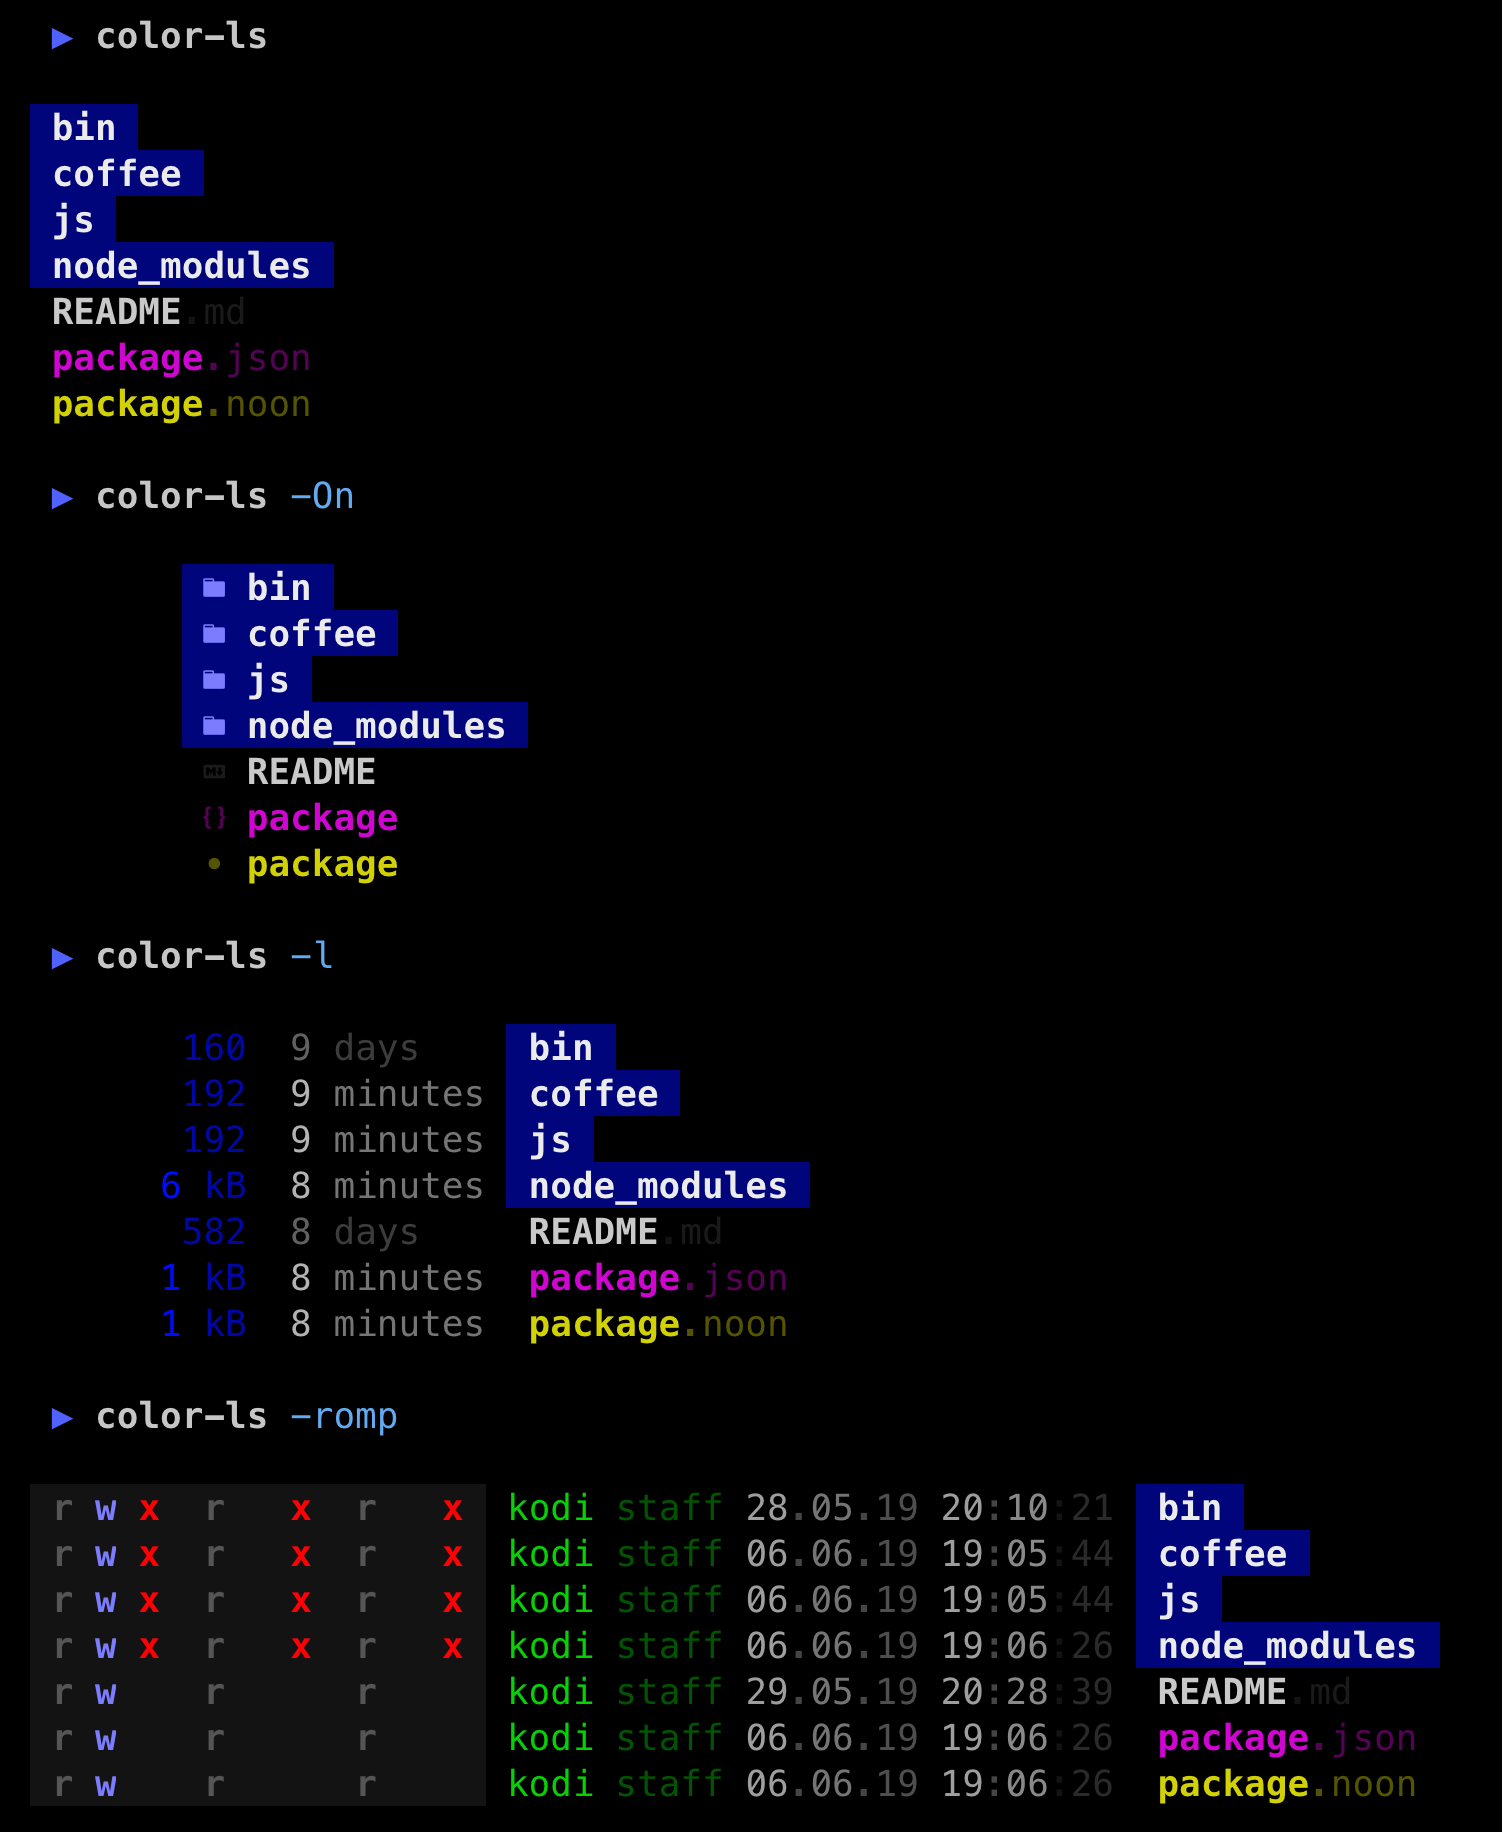 ▶ color-ls
bin
coffee
js
node_modules
README.md
package.json
package.noon
▶ color-ls -On
bin
coffee
js
node_modules
README
{} package
• package
▶ color-ls -l
160 9 days bin
192 9 minutes coffee
192 9 minutes js
6 kB 8 minutes node_modules
582 8 days README.md
1 kB 8 minutes package.json
1 kB 8 minutes package.noon
▶ color-ls -romp
r w x r x r x kodi staff 28.05.19 20:10:21 bin
r w x r x r x kodi staff 06.06.19 19:05:44 coffee
r w x r x r x kodi staff 06.06.19 19:05:44 js
r w x r x r x kodi staff 06.06.19 19:06:26 node_modules
r w r r kodi staff 29.05.19 20:28:39 README.md
r w r r kodi staff 06.06.19 19:06:26 package.json
r w r r kodi staff 06.06.19 19:06:26 package.noon